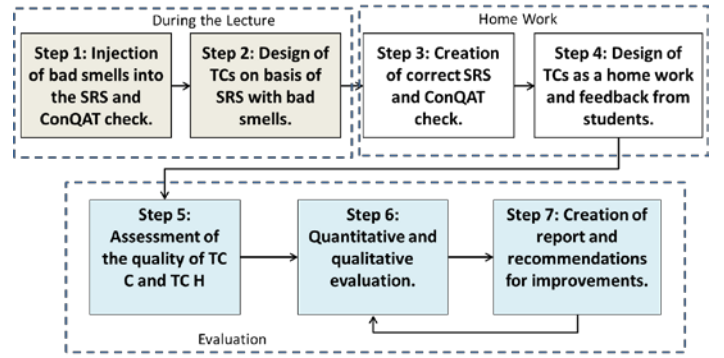 During the Lecture
Home Work
Step 1: Injection
of bad smells into
the SRS and
ConQAT check.
Step 2: Design of
TCs on basis of
SRS with bad
smells.
Step 3: Creation
of correct SRS
and ConQAT
check.
Step 4: Design of
TCs as a home work
and feedback from
students.
Step 5:
Assessment of
the quality of TC
C and TC H
Step 6:
Quantitative and
qualitative
evaluation.
Step 7: Creation of
report and
recommendations
for improvements.
Evaluation